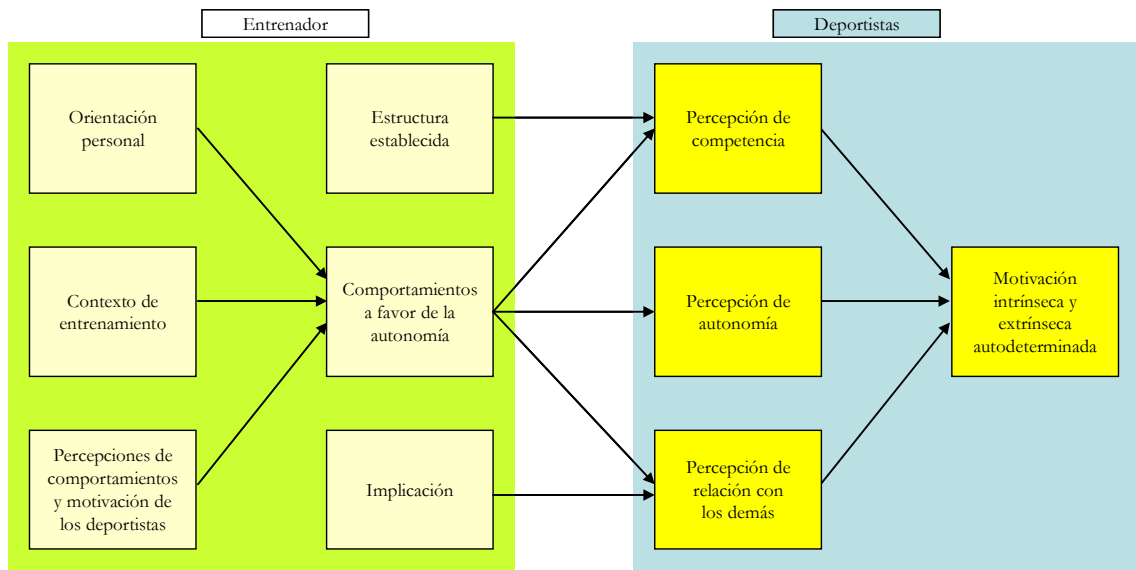 Entrenador
Deportistas
Orientación
personal
Estructura
establecida
Percepción de
competencia
Contexto de
entrenamiento
Comportamientos
a favor de la
autonomía
Percepción de
autonomía
Motivación
intrínseca y
extrínseca
autodeterminada
Percepciones de
comportamientos
y motivación de
los deportistas
Implicación
Percepción de
relación con
los demás